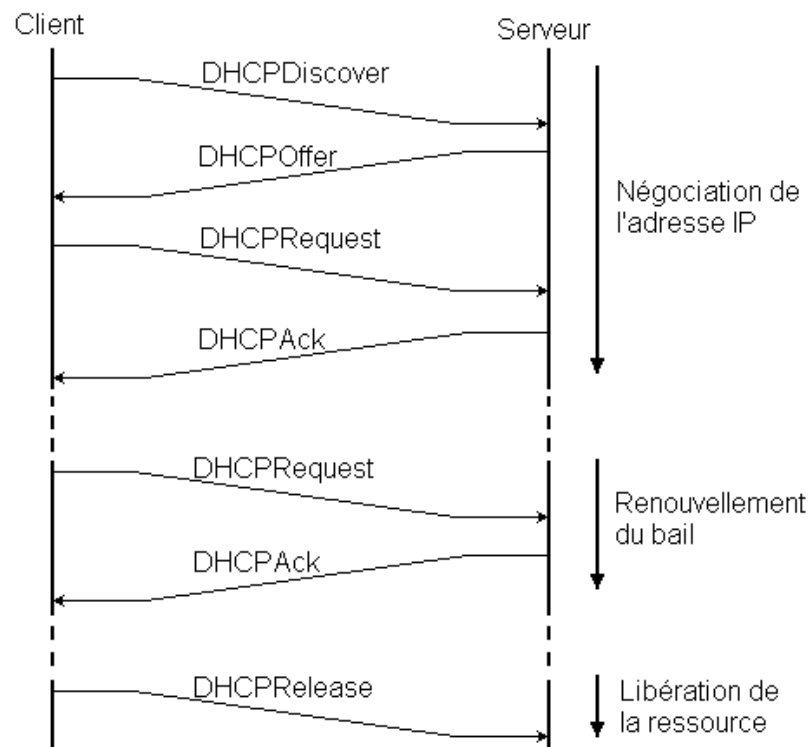 Client
Serveur
DHCPDiscover
DHCPOffer
Négociation de
l'adresse IP
DHCPRequest
DHCPAck
DHCPRequest
Renouvellement
du bail
DHCPAck
DHCPRelease
Libération de
la ressource